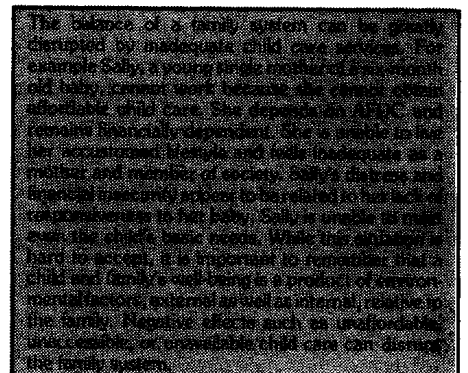 The balance of a family system can be greatly
disrupted by inadequate child care services. For
example Sally, a young single mother of a six-month
old baby, cannot work because she cannot obtain
affordable child care. She depends on AFDC and
remains financially dependent. She is unable to live
her accustomed lifestyle and feels inadequate as a
mother and member of society. Sally's distress and
financial insecurity appear to be related to her lack of
responsiveness to her baby. Sally is unable to meet
even the child's basic needs. While this situation is
hard to accept, it is important to remember that a
child and family's well-being is a product of environ-
mental factors, external as well as internal, relative to
the family. Negative effects such as unaffordable,
unaccessible, or unavailable child care can disrupt
the family system.